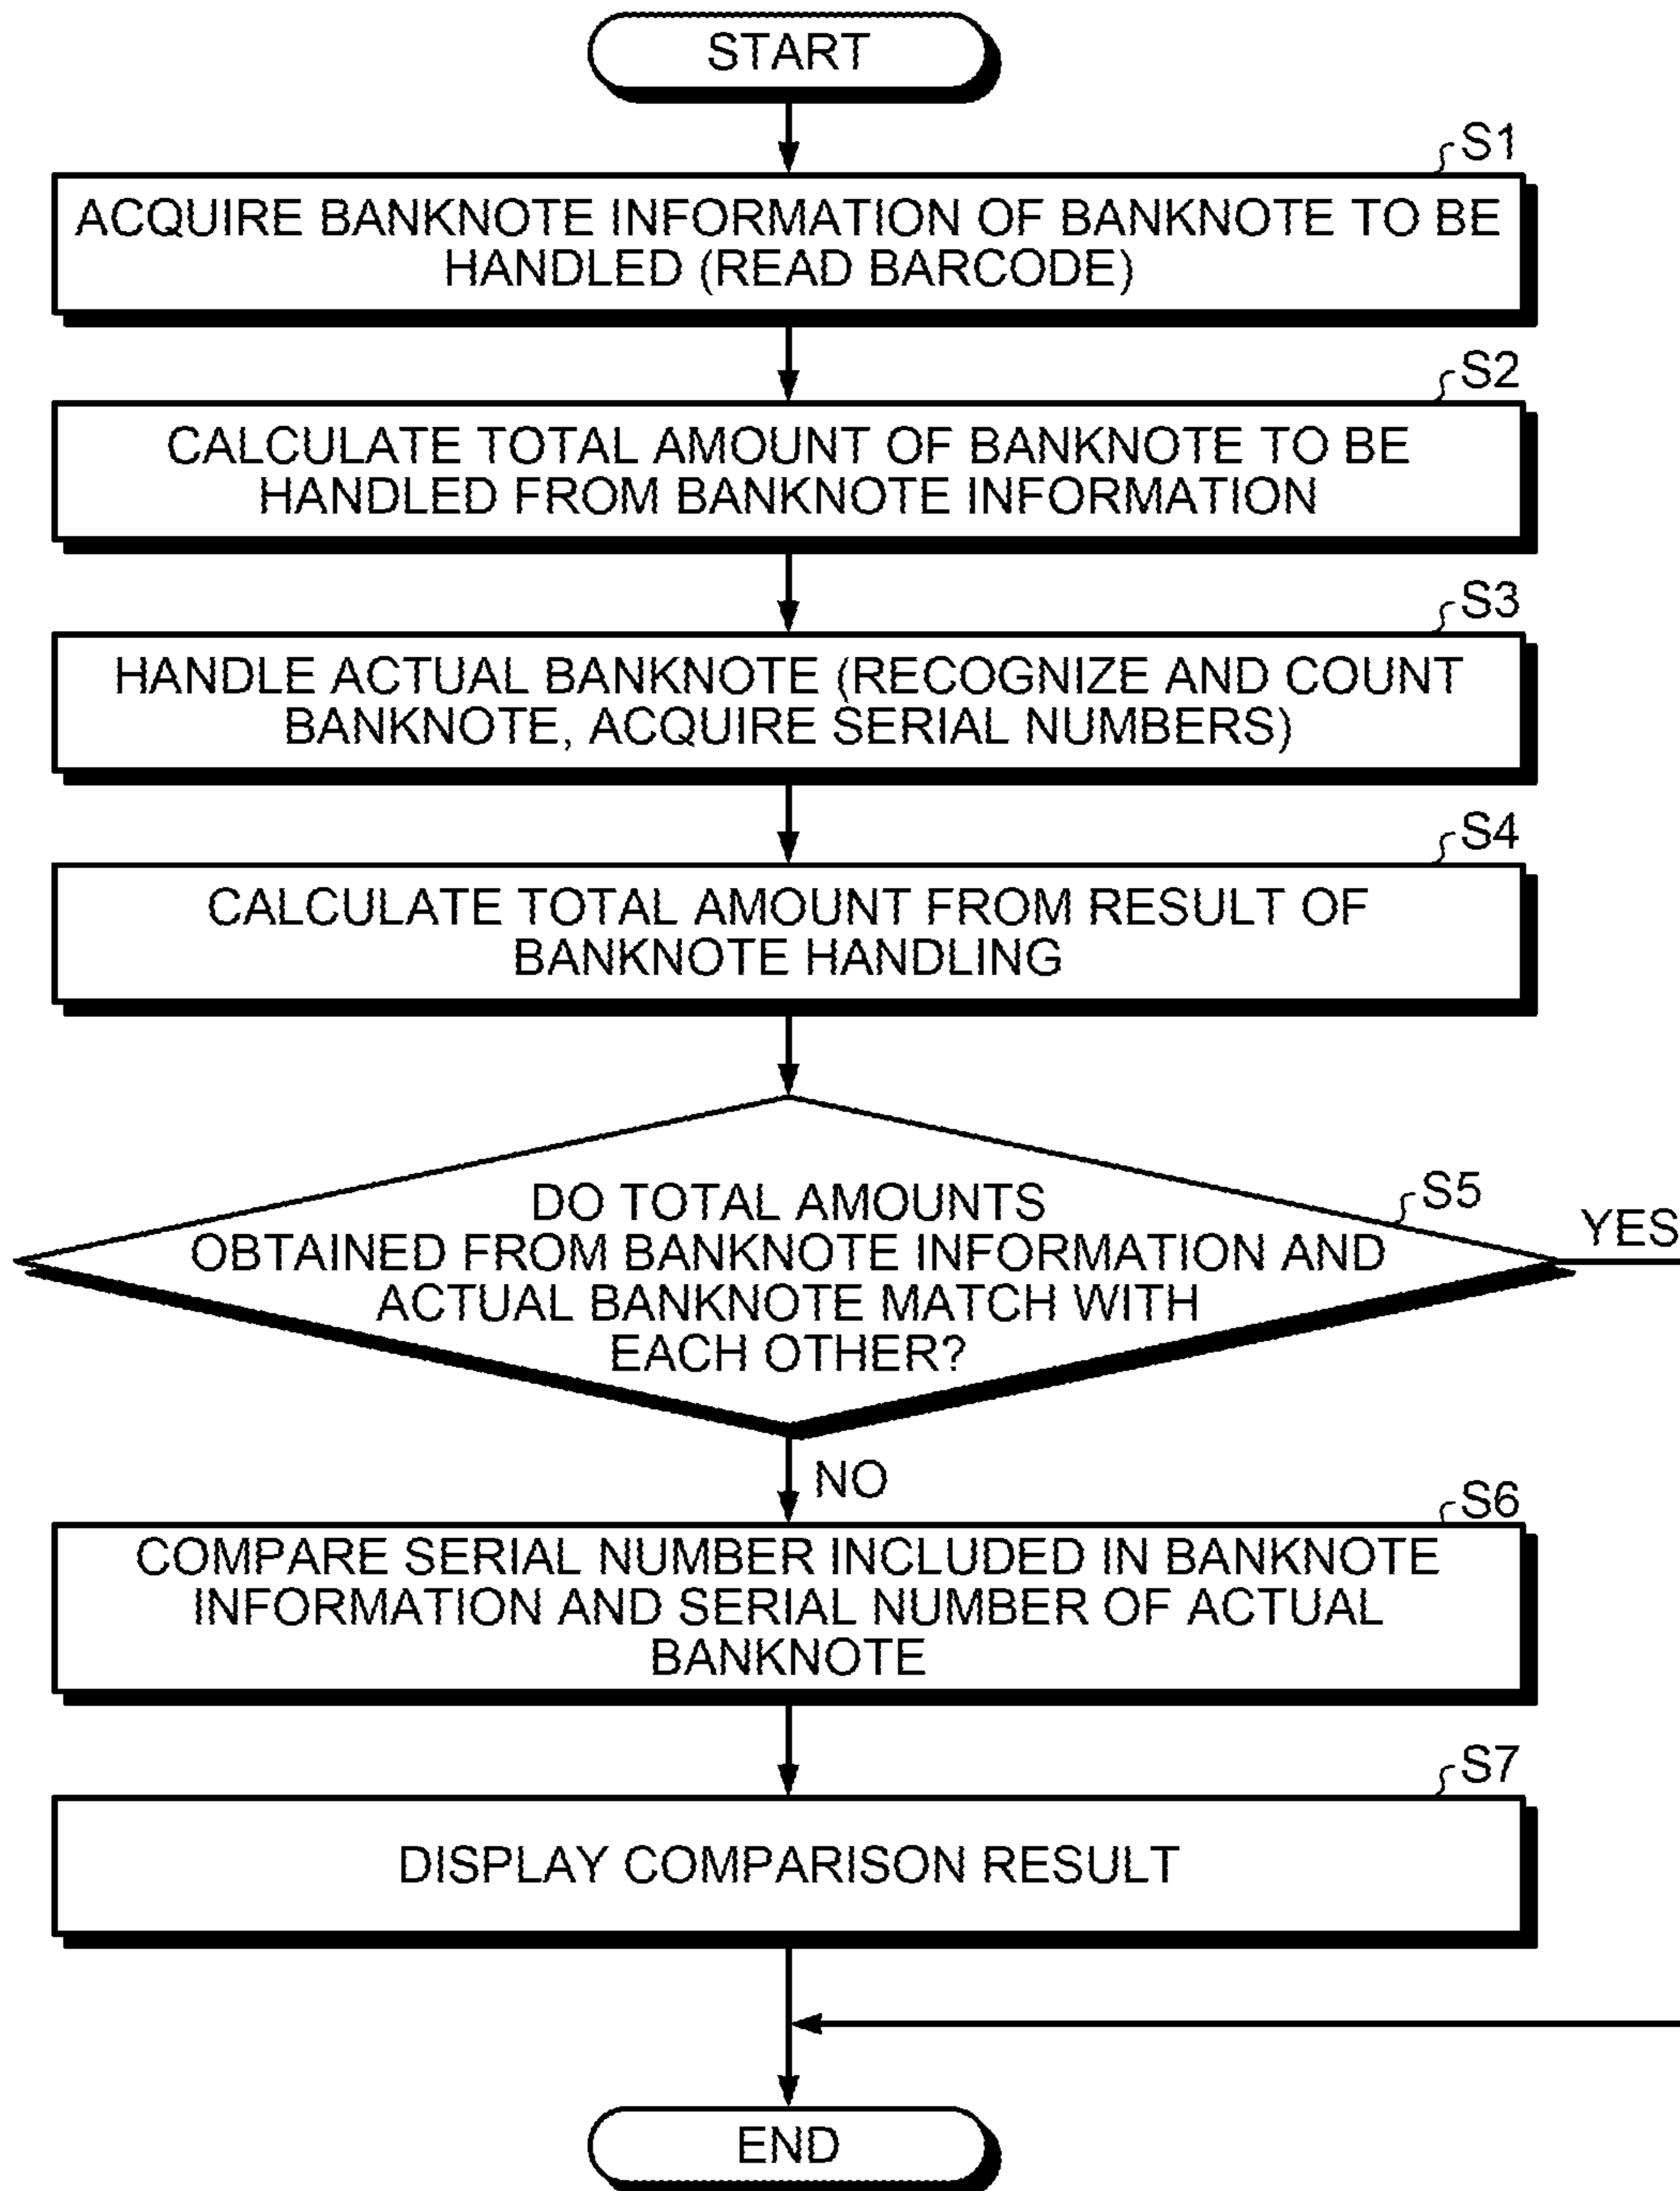 START
S1
ACQUIRE BANKNOTE INFORMATION OF BANKNOTE TO BE
HANDLED (READ BARCODE)
S2
CALCULATE TOTAL AMOUNT OF BANKNOTE TO BE
HANDLED FROM BANKNOTE INFORMATION
S3
HANDLE ACTUAL BANKNOTE (RECOGNIZE AND COUNT
BANKNOTE, ACQUIRE SERIAL NUMBERS)
S4
CALCULATE TOTAL AMOUNT FROM RESULT OF
BANKNOTE HANDLING
S5
YES
DO TOTAL AMOUNTS
OBTAINED FROM BANKNOTE INFORMATION AND
ACTUAL BANKNOTE MATCH WITH
EACH OTHER?
NO
S6
COMPARE SERIAL NUMBER INCLUDED IN BANKNOTE
INFORMATION AND SERIAL NUMBER OF ACTUAL
BANKNOTE
S7
DISPLAY COMPARISON RESULT
END